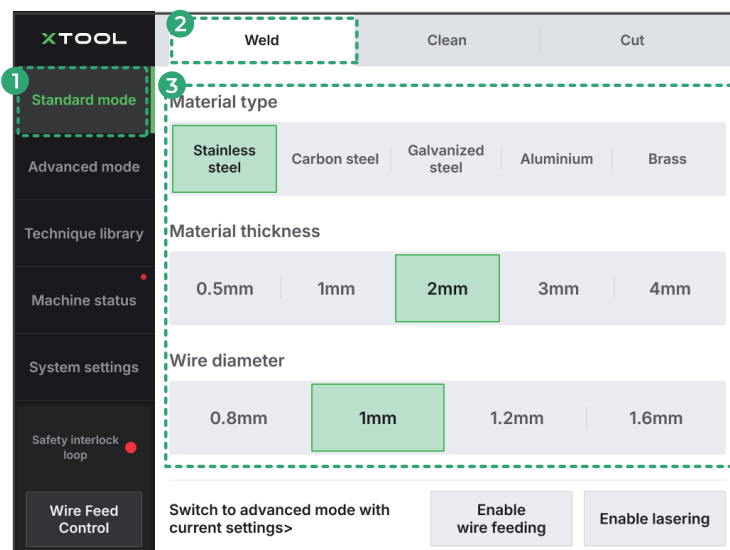 XTOOL
1
Standard mode
Advanced mode
Technique library
Machine status
System settings
Safety interlock
loop
Wire Feed
Control
2
Weld
Clean
Cut
3
Material type
Stainless
steel
Carbon steel
Galvanized
steel
Aluminium
Brass
Material thickness
0.5mm
1mm
2mm
3mm
4mm
Wire diameter
0.8mm
1mm
1.2mm
1.6mm
Switch to advanced mode with
current settings>
Enable
wire feeding
Enable lasering